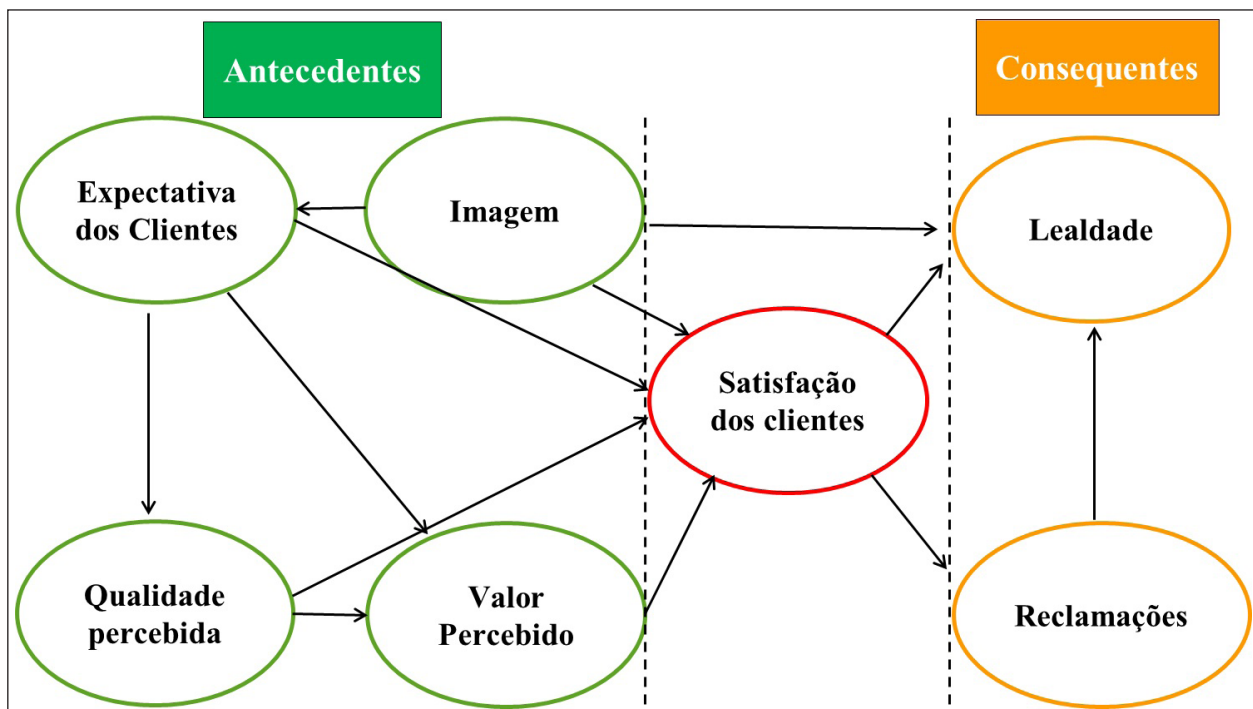 Antecedentes
Consequentes
Expectativa
dos Clientes
Imagem
Lealdade
Satisfação
dos clientes
Qualidade
percebida
Valor
Percebido
Reclamações